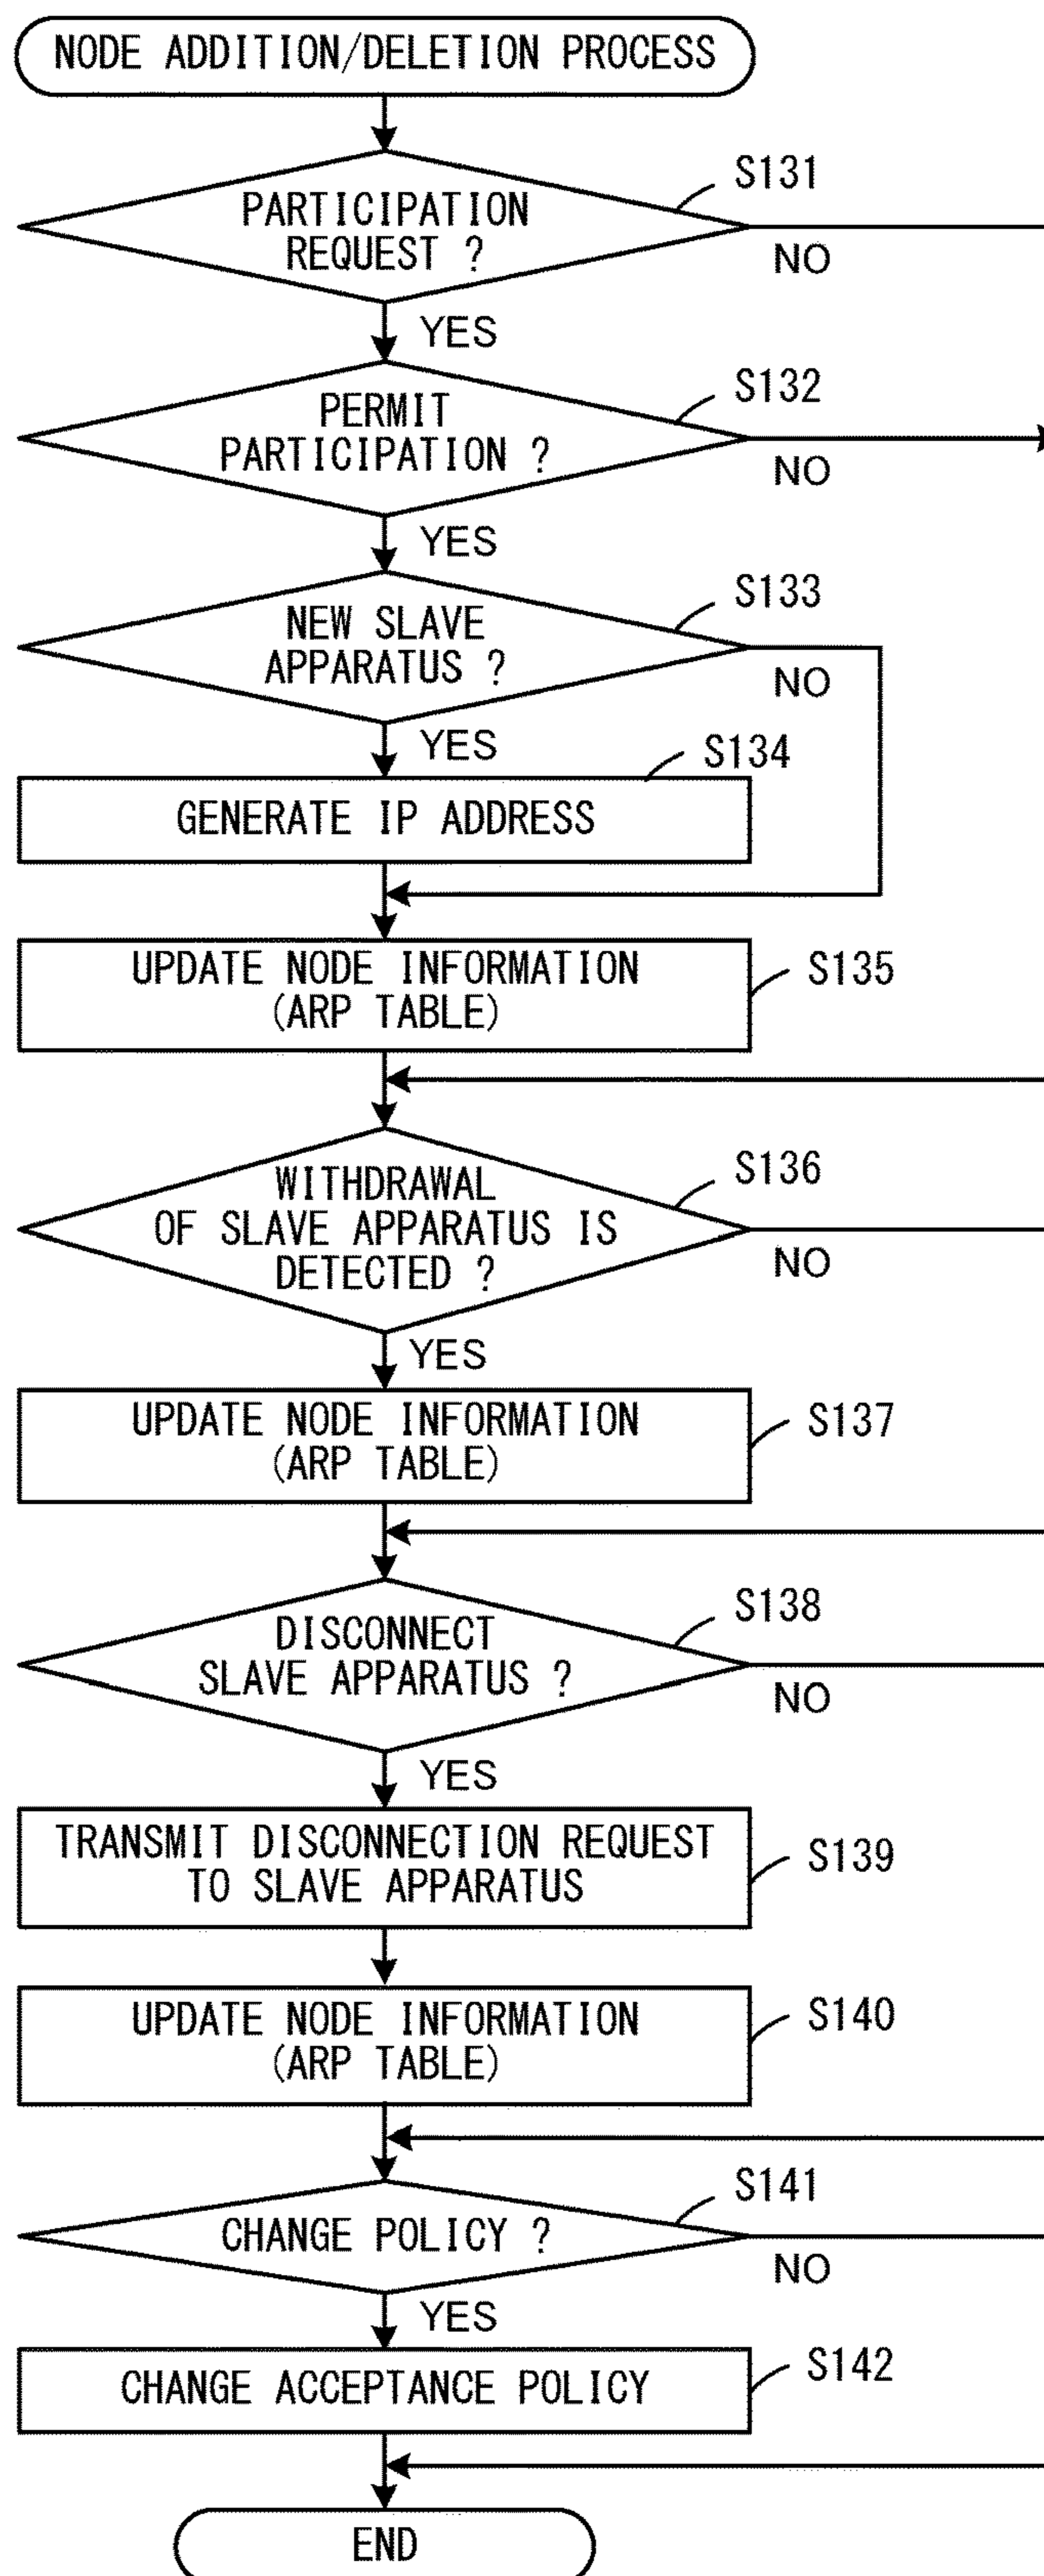 NODE ADDITION/DELETION PROCESS
S131
PARTICIPATION
REQUEST ?
NO
YES
S132
PERMIT
PARTICIPATION ?
NO
YES
S133
NEW SLAVE
APPARATUS ?
NO
YES
S134
GENERATE IP ADDRESS
UPDATE NODE INFORMATION
(ARP TABLE)
S135
S136
WITHDRAWAL
OF SLAVE APPARATUS IS
DETECTED ?
NO
YES
UPDATE NODE INFORMATION
(ARP TABLE)
S137
S138
DISCONNECT
SLAVE APPARATUS ?
NO
YES
TRANSMIT DISCONNECTION REQUEST
TO SLAVE APPARATUS
S139
UPDATE NODE INFORMATION
(ARP TABLE)
S140
S141
CHANGE POLICY ?
NO
YES
S142
CHANGE ACCEPTANCE POLICY
END